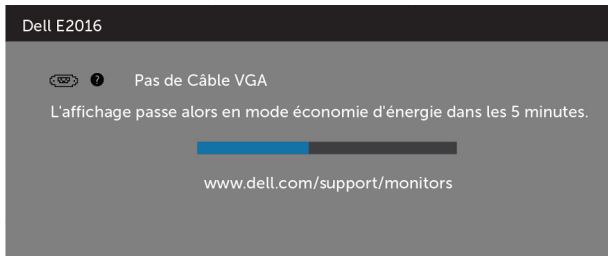 Dell E2016
? Pas de Câble VGA
L'affichage passe alors en mode économie d'énergie dans les 5 minutes.
www.dell.com/support/monitors